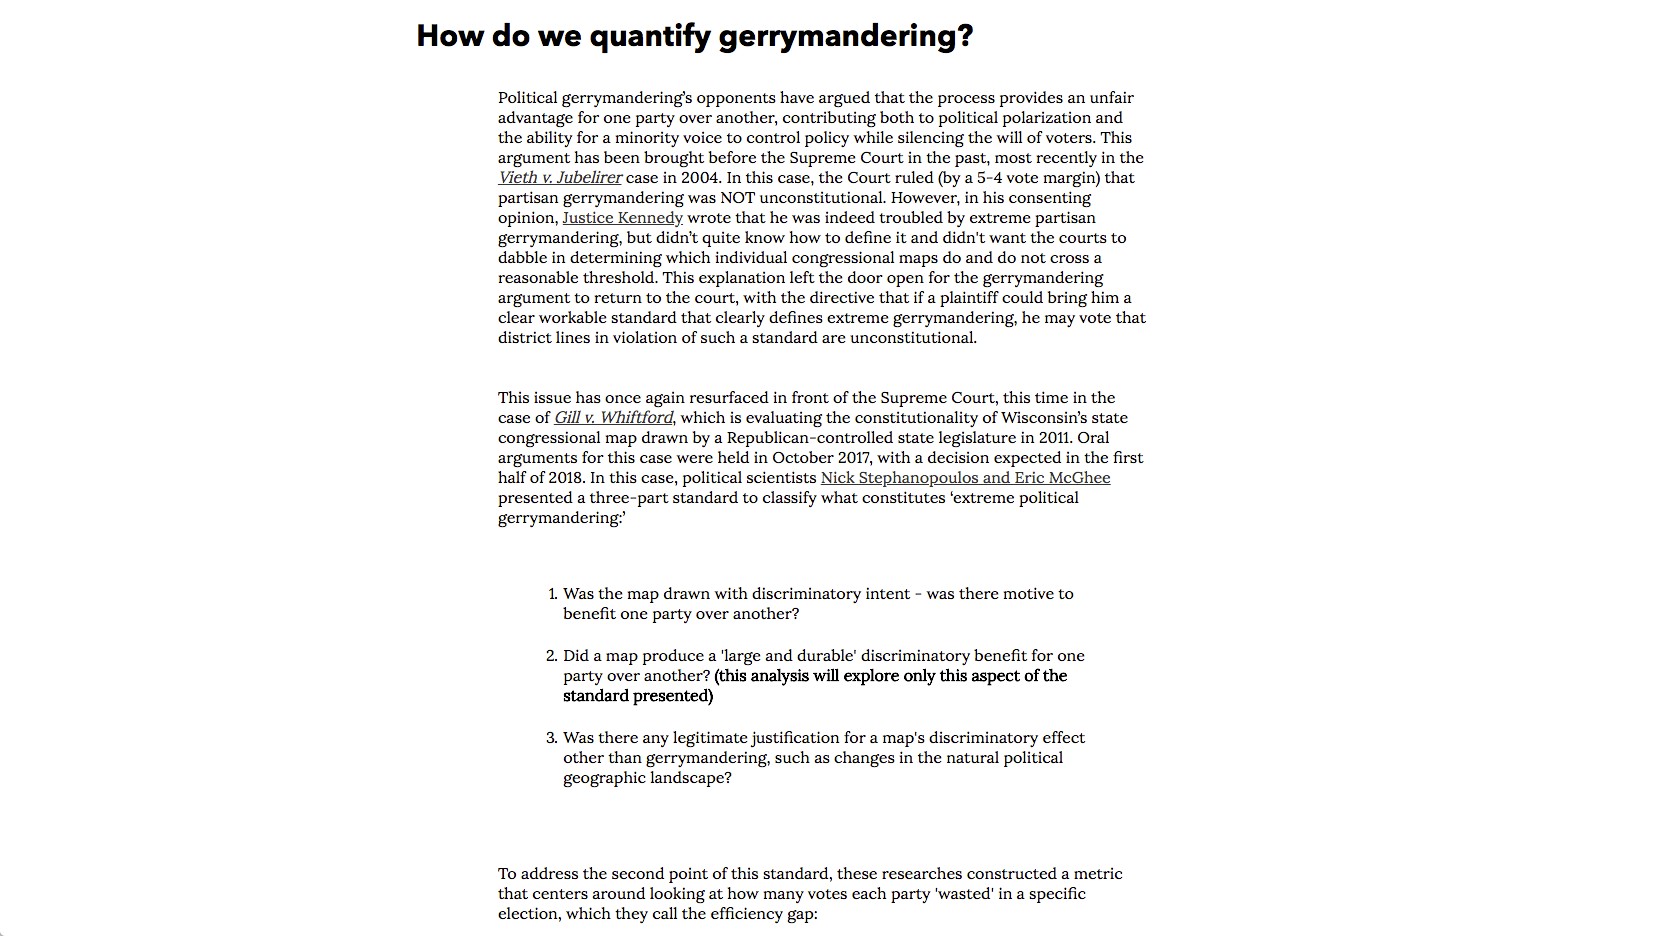 How do we quantify gerrymandering?
Political gerrymandering’s opponents have argued that the process provides an unfair
advantage for one party over another, contributing both to political polarization and
the ability for a minority voice to control policy while silencing the will of voters. This
argument has been brought before the Supreme Court in the past, most recently in the
Vieth v. Jubelirer case in 2004. In this case, the Court ruled (by a 5-4 vote margin) that
partisan gerrymandering was NOT unconstitutional. However, in his consenting
opinion, Justice Kennedy wrote that he was indeed troubled by extreme partisan
gerrymandering, but didn’t quite know how to define it and didn't want the courts to
dabble in determining which individual congressional maps do and do not cross a
reasonable threshold. This explanation left the door open for the gerrymandering
argument to return to the court, with the directive that if a plaintiff could bring him a
clear workable standard that clearly defines extreme gerrymandering, he may vote that
district lines in violation of such a standard are unconstitutional.
This issue has once again resurfaced in front of the Supreme Court, this time in the
case of Gill v. Whiftford, which is evaluating the constitutionality of Wisconsin’s state
congressional map drawn by a Republican-controlled state legislature in 2011. Oral
arguments for this case were held in October 2017, with a decision expected in the first
half of 2018. In this case, political scientists Nick Stephanopoulos and Eric McGhee
presented a three-part standard to classify what constitutes ‘extreme political
gerrymandering:’
1. Was the map drawn with discriminatory intent - was there motive to
benefit one party over another?
2. Did a map produce a 'large and durable' discriminatory benefit for one
party over another? (this analysis will explore only this aspect of the
standard presented)
3. Was there any legitimate justification for a map's discriminatory effect
other than gerrymandering, such as changes in the natural political
geographic landscape?
To address the second point of this standard, these researches constructed a metric
that centers around looking at how many votes each party 'wasted' in a specific
election, which they call the efficiency gap: